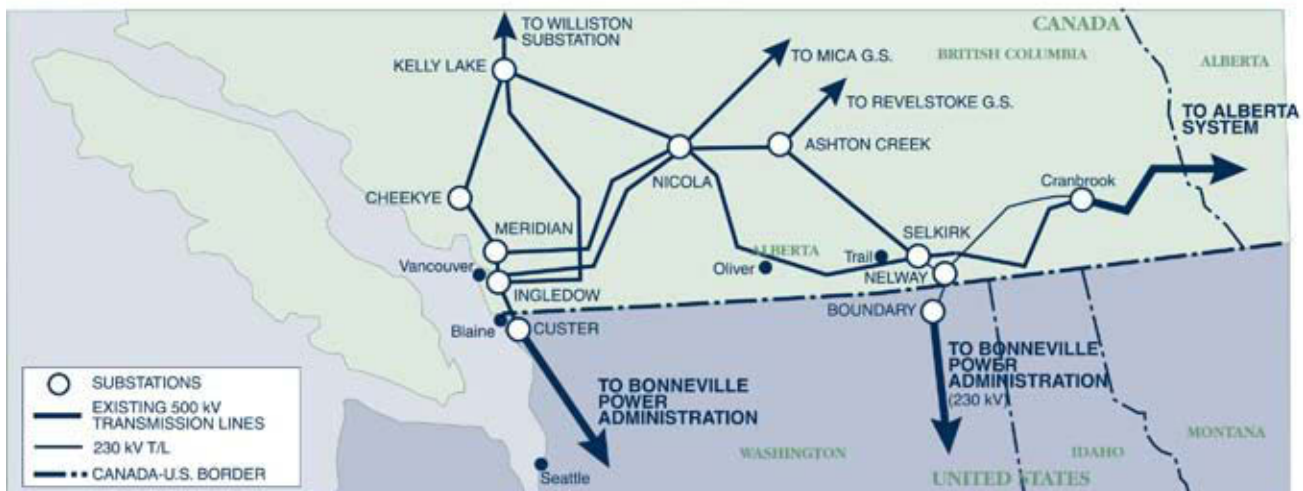 TO WILLISTON
SUBSTATION
CANADA
BRITISH COLUMBIA
ALBERTA
KELLY LAKE
TO MICA G.S.
TO REVELSTOKE G.S.
TO ALBERTA
SYSTEM
ASHTON CREEK
NICOLA
Cranbrook
CHEEKYE
MERIDIAN
SELKIRK
ALBERTA
Trail
Vancouver
Oliver
NELWAY
INGLEDOW
BOUNDARY
Blaine
CUSTER
TO BONNEVILLE
POWER
ADMINISTRATION
(230 kV)
TO BONNEVILLE
POWER
ADMINISTRATION
SUBSTATIONS
EXISTING 500 kV
TRANSMISSION LINES
230 kV T/L
CANADA-U.S. BORDER
Seattle
WASHINGTON
IDAHO
MONTANA
UNITED STATES